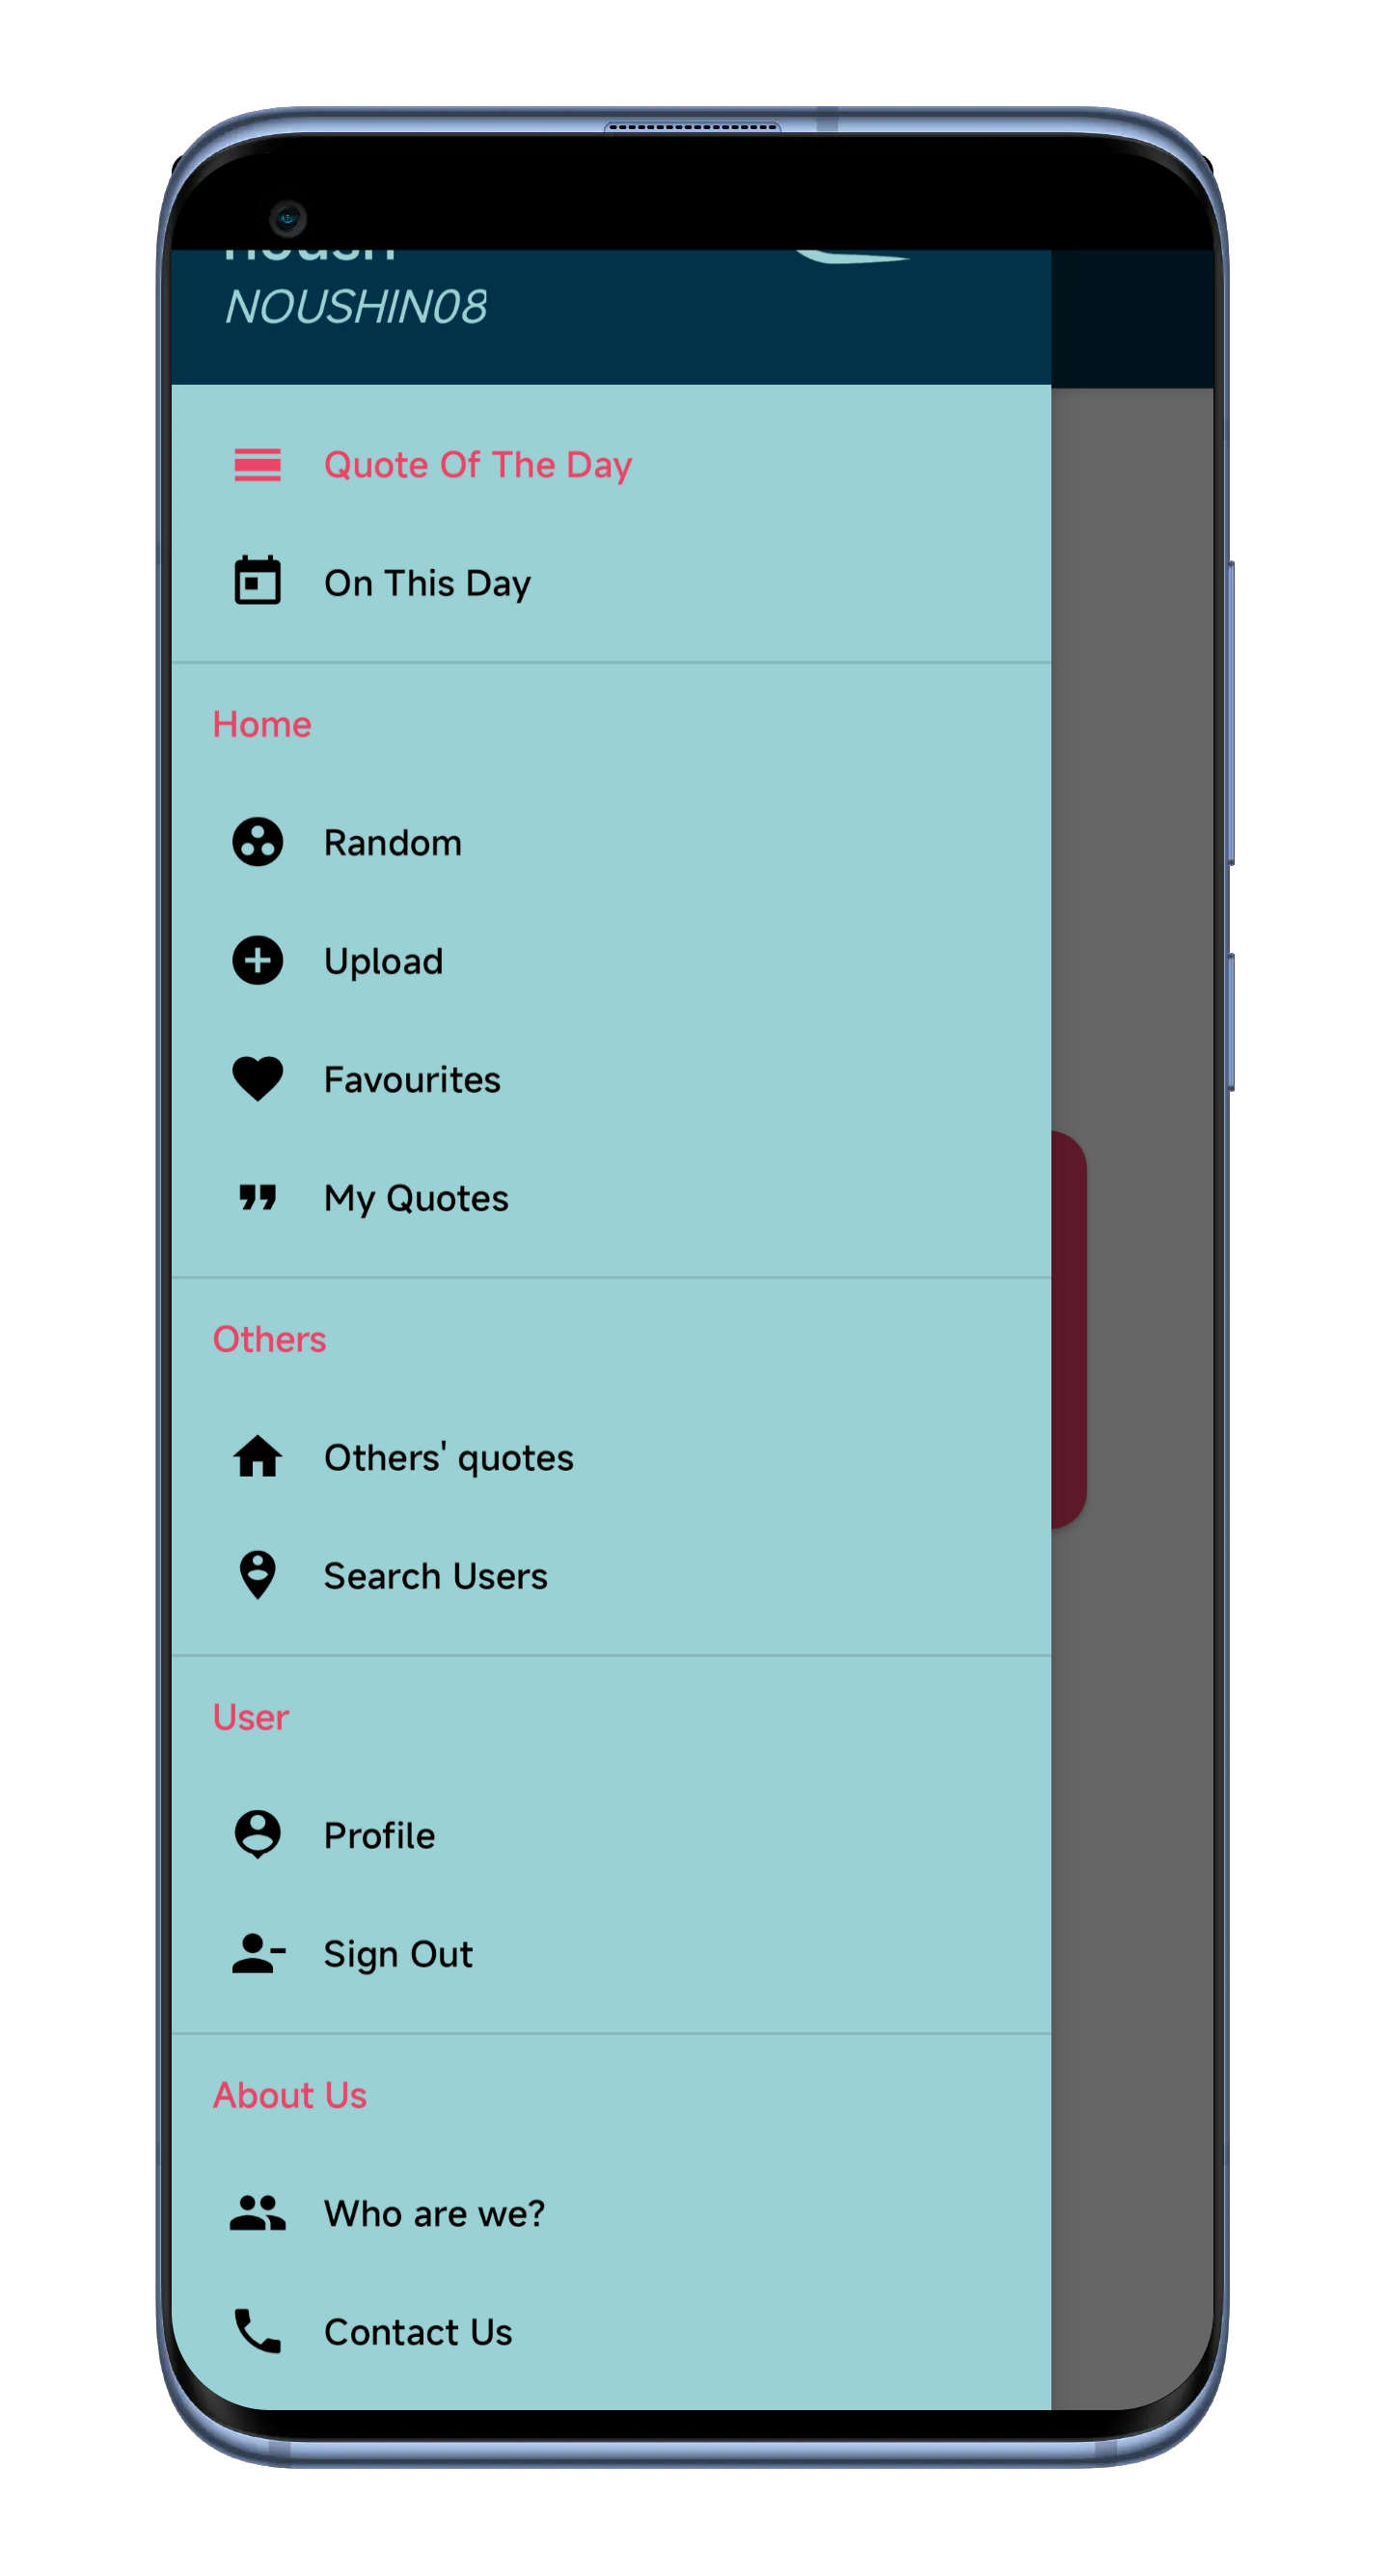 noush
NOUSHIN08
Quote Of The Day
On This Day
Home
Random
Upload
Favourites
My Quotes
Others
Others' quotes
Search Users
User
Profile
Sign Out
About Us
Who are we?
Contact Us